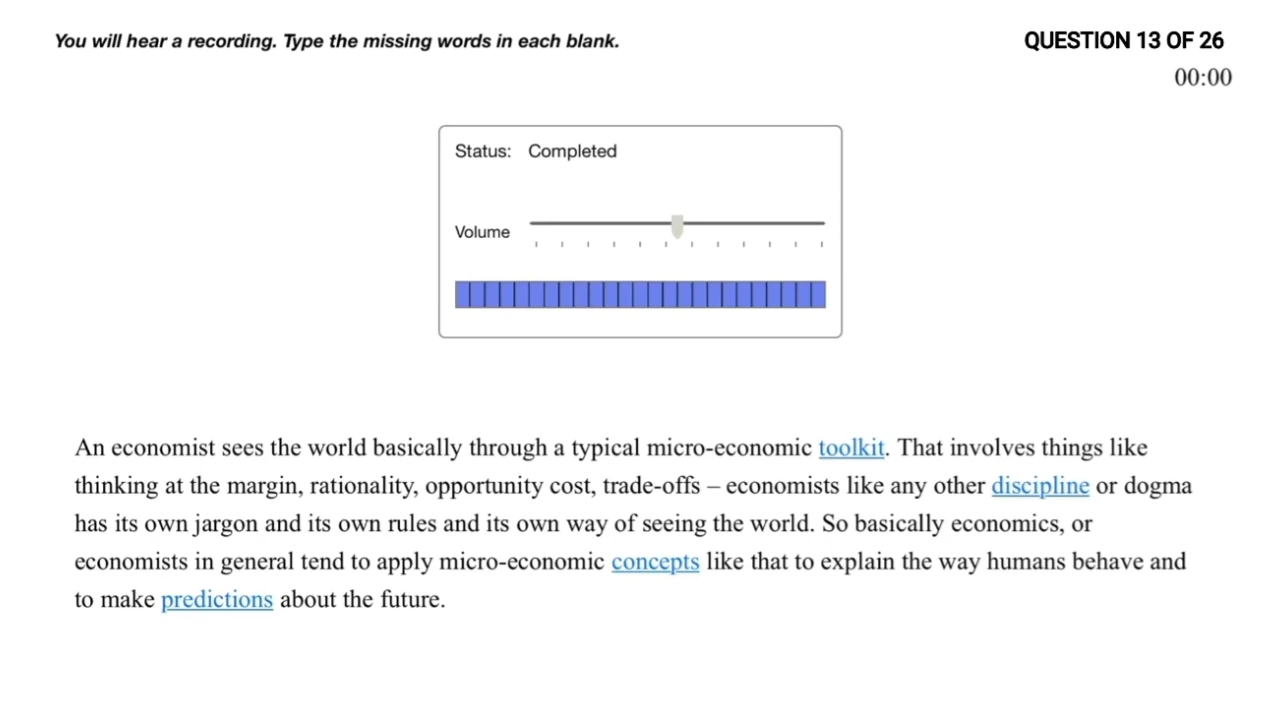 You will hear a recording. Type the missing words in each blank.
QUESTION 13 OF 26
00:00
Status: Completed
Volume
An economist sees the world basically through a typical micro-economic toolkit. That involves things like
thinking at the margin, rationality, opportunity cost, trade-offs – economists like any other discipline or dogma
has its own jargon and its own rules and its own way of seeing the world. So basically economics, or
economists in general tend to apply micro-economic concepts like that to explain the way humans behave and
to make predictions about the future.